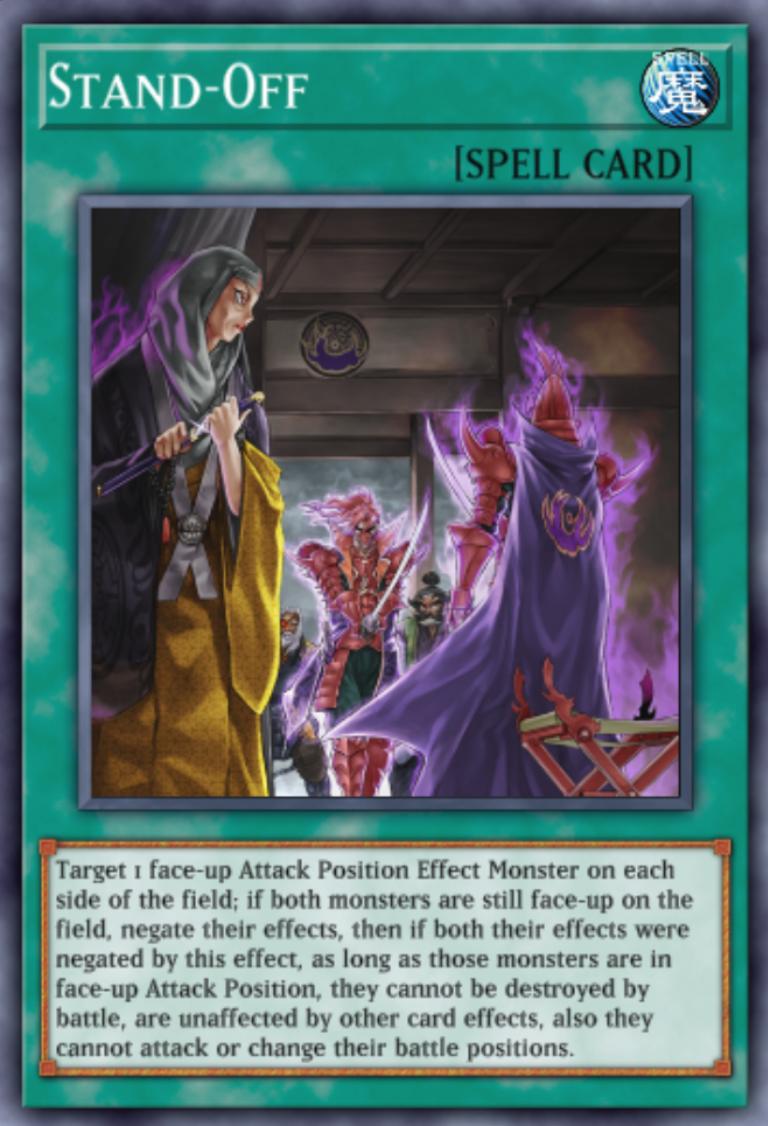 STAND-OFF
SPELL
魔
[SPELL CARD]
Target 1 face-up Attack Position Effect Monster on each
side of the field; if both monsters are still face-up on the
field, negate their effects, then if both their effects were
negated by this effect, as long as those monsters are in
face-up Attack Position, they cannot be destroyed by
battle, are unaffected by other card effects, also they
cannot attack or change their battle positions.